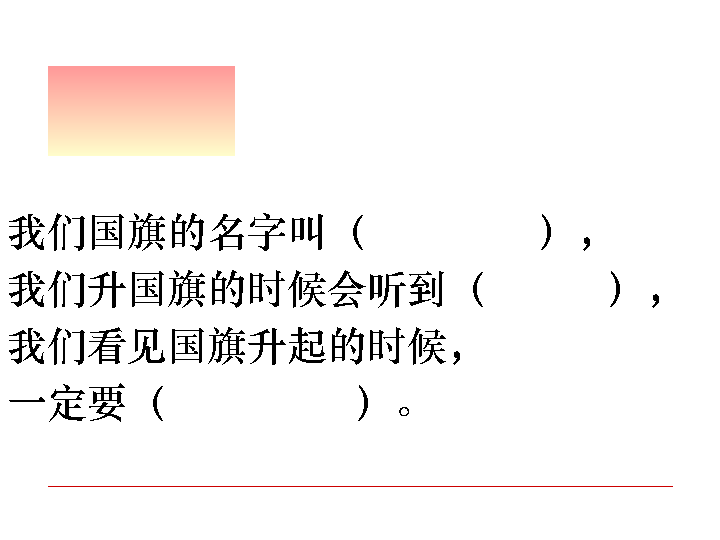 我们国旗的名字叫（　　　　），
我们升国旗的时候会听到（　　　），
我们看见国旗升起的时候，
一定要（　　　　　）。